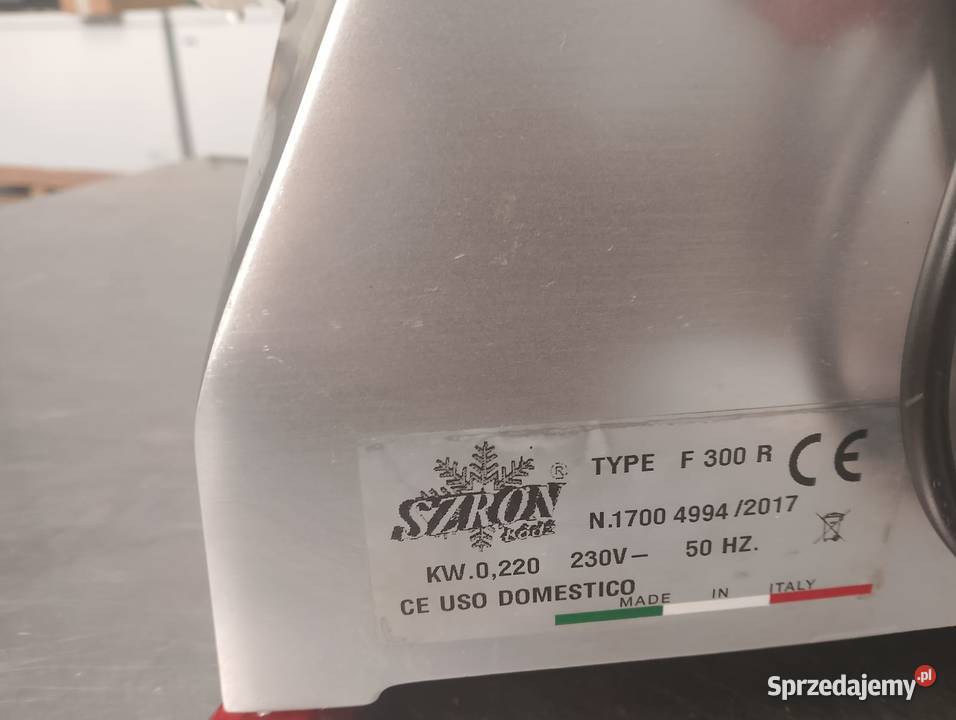 SZRON
®
Łódź
TYPE F 300 R CE
N.1700 4994/2017
KW.0,220 230V— 50 HZ.
CE USO DOMESTICO
MADE IN ITALY
Sprzedajemy.pl